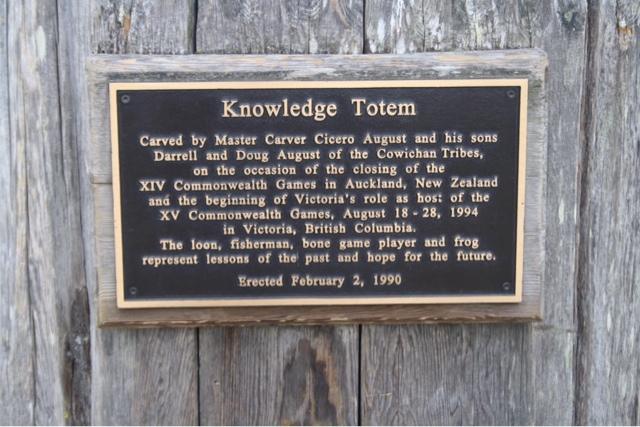 Knowledge Totem
Carved by Master Carver Cicero August and his sons
Darrell and Doug August of the Cowichan Tribes,
on the occasion of the closing of the
XIV Commonwealth Games in Auckland, New Zealand
and the beginning of Victoria's role as host of the
XV Commonwealth Games, August 18 - 28, 1994
in Victoria, British Columbia.
The loon, fisherman, bone game player and frog
represent lessons of the past and hope for the future.
Erected February 2, 1990